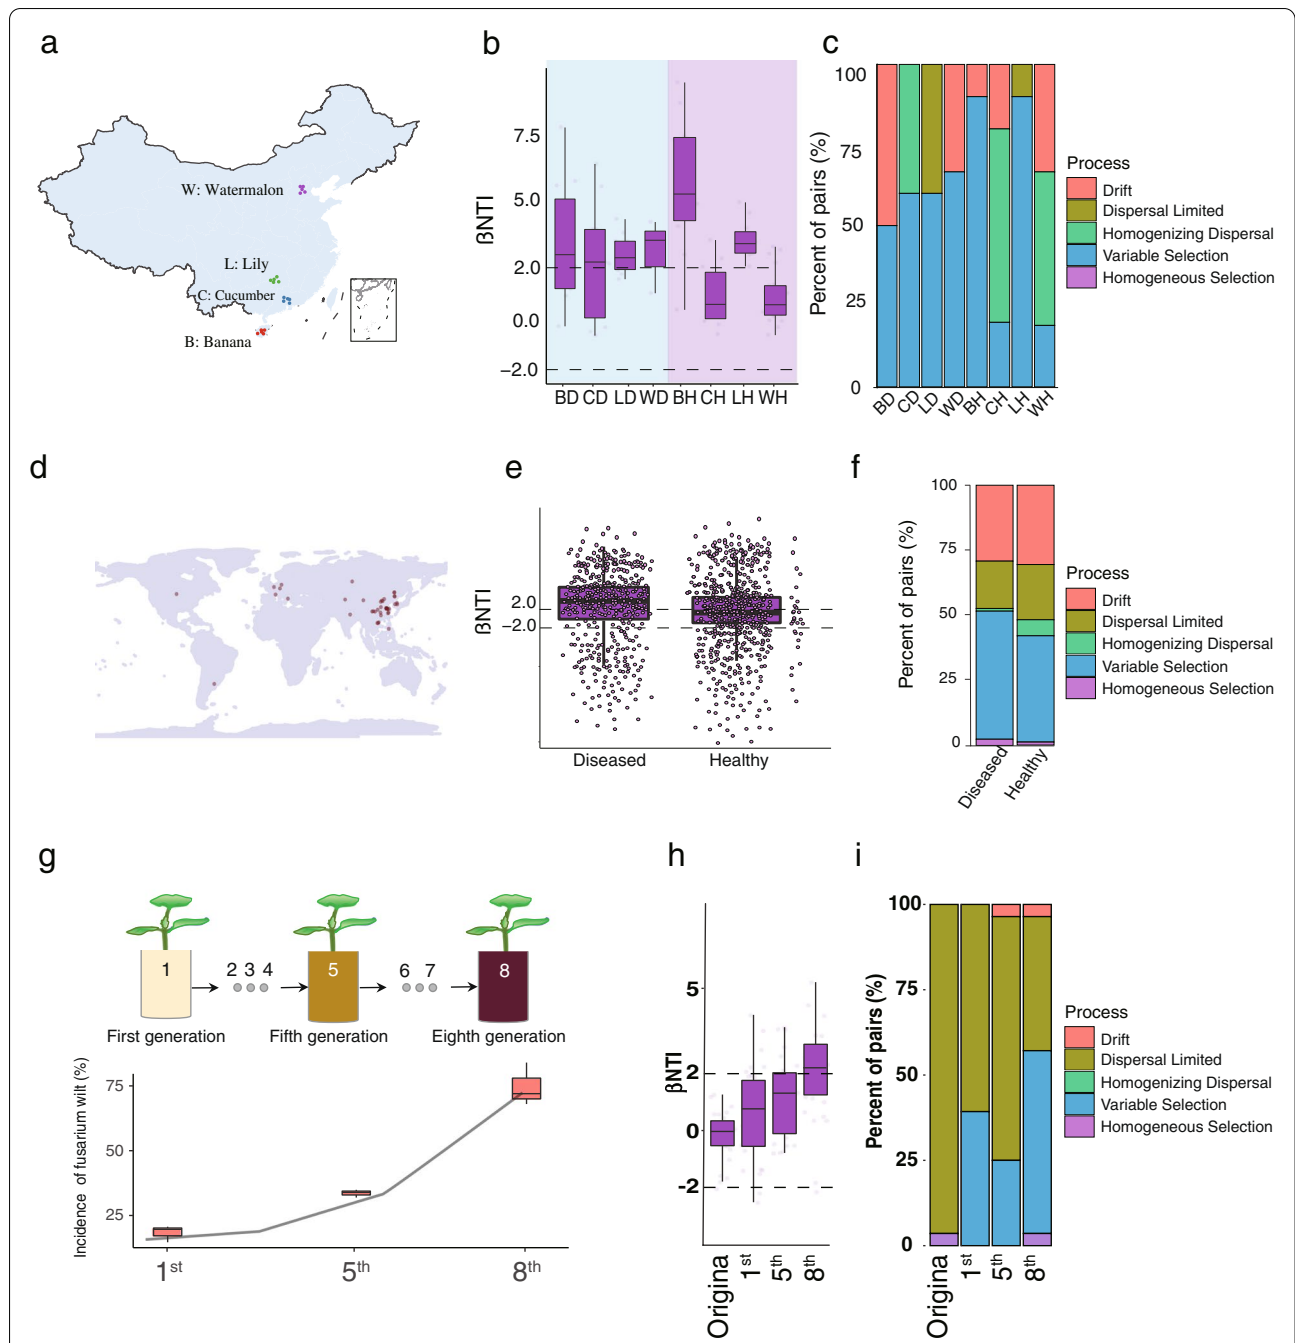 a
W: Watermalon
L: Lily
C: Cucumber
B: Banana
b
βNTI
7.5
5.0
2.0
0.0
−2.0
BD CD LD WD BH CH LH WH
c
Percent of pairs (%)
100
75
50
25
0
BD CD LD WD BH CH LH WH
Process
Drift
Dispersal Limited
Homogenizing Dispersal
Variable Selection
Homogeneous Selection
d
e
βNTI
2.0
−2.0
Diseased Healthy
f
Percent of pairs (%)
100
75
50
25
0
Diseased Healthy
Process
Drift
Dispersal Limited
Homogenizing Dispersal
Variable Selection
Homogeneous Selection
g
1 2 3 4 5 6 7 8
First generation Fifth generation Eighth generation
Incidence of fusarium wilt (%)
75
50
25
1st 5th 8th
h
βNTI
5
2
0
-2
Origina 1st 5th 8th
i
Percent of pairs (%)
100
75
50
25
0
Origina 1st 5th 8th
Process
Drift
Dispersal Limited
Homogenizing Dispersal
Variable Selection
Homogeneous Selection